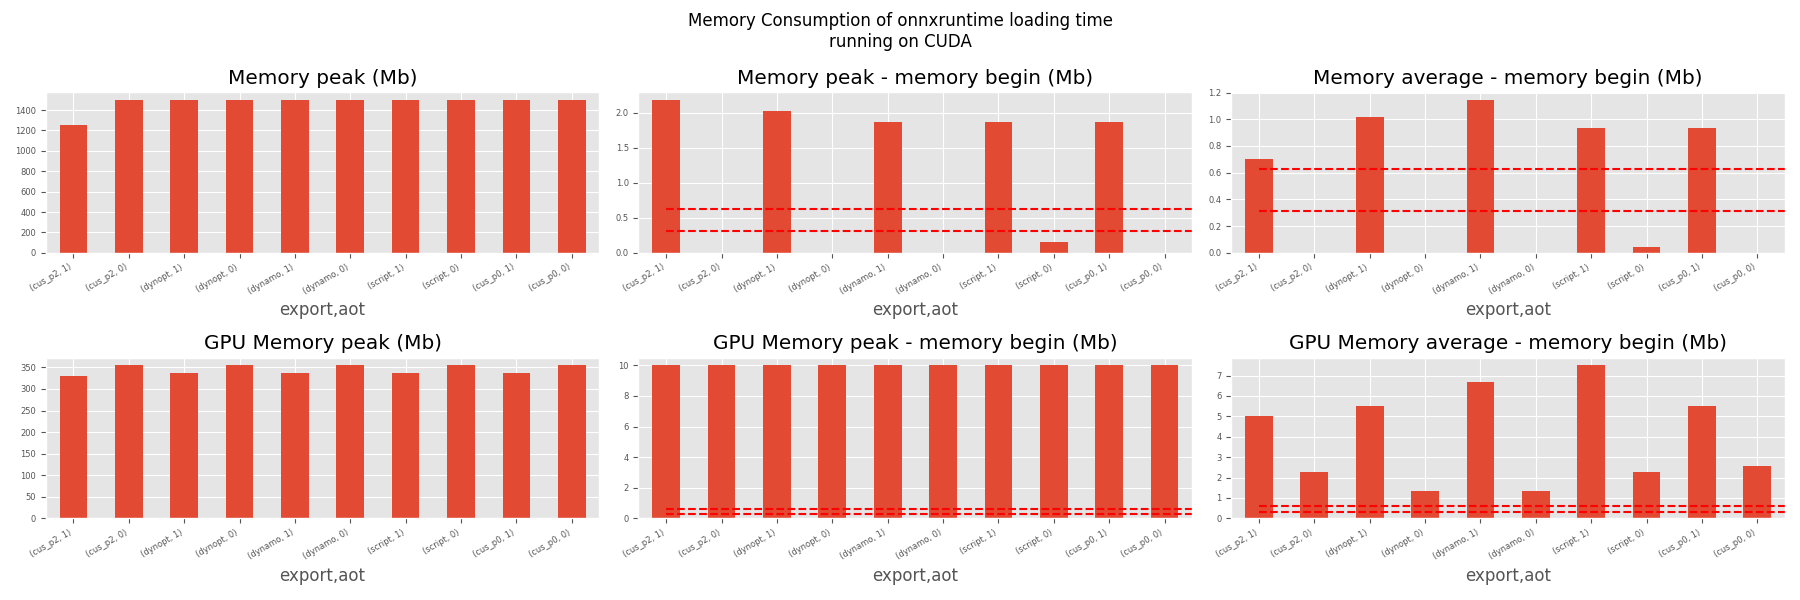 Memory Consumption of onnxruntime loading time
running on CUDA
Memory peak (Mb)
1400
1200
1000
800
600
400
200
0
(cus_p2, 1)
(cus_p2, 0)
(dynopt, 1)
(dynopt, 0)
(dynamo, 1)
(dynamo, 0)
(script, 1)
(script, 0)
(cus_p0, 1)
(cus_p0, 0)
export,aot
Memory peak - memory begin (Mb)
2.0
1.5
1.0
0.5
0.0
(cus_p2, 1)
(cus_p2, 0)
(dynopt, 1)
(dynopt, 0)
(dynamo, 1)
(dynamo, 0)
(script, 1)
(script, 0)
(cus_p0, 1)
(cus_p0, 0)
export,aot
Memory average - memory begin (Mb)
1.2
1.0
0.8
0.6
0.4
0.2
0.0
(cus_p2, 1)
(cus_p2, 0)
(dynopt, 1)
(dynopt, 0)
(dynamo, 1)
(dynamo, 0)
(script, 1)
(script, 0)
(cus_p0, 1)
(cus_p0, 0)
export,aot
GPU Memory peak (Mb)
350
300
250
200
150
100
50
0
(cus_p2, 1)
(cus_p2, 0)
(dynopt, 1)
(dynopt, 0)
(dynamo, 1)
(dynamo, 0)
(script, 1)
(script, 0)
(cus_p0, 1)
(cus_p0, 0)
export,aot
GPU Memory peak - memory begin (Mb)
10
8
6
4
2
0
(cus_p2, 1)
(cus_p2, 0)
(dynopt, 1)
(dynopt, 0)
(dynamo, 1)
(dynamo, 0)
(script, 1)
(script, 0)
(cus_p0, 1)
(cus_p0, 0)
export,aot
GPU Memory average - memory begin (Mb)
7
6
5
4
3
2
1
0
(cus_p2, 1)
(cus_p2, 0)
(dynopt, 1)
(dynopt, 0)
(dynamo, 1)
(dynamo, 0)
(script, 1)
(script, 0)
(cus_p0, 1)
(cus_p0, 0)
export,aot